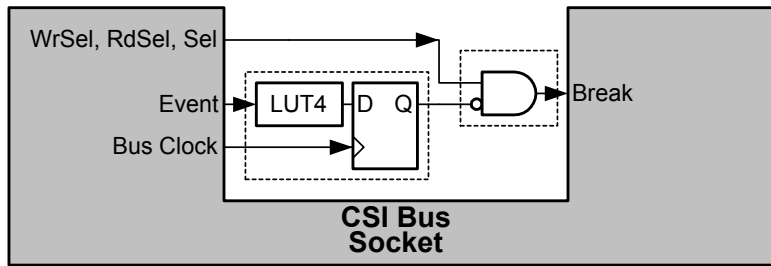 WrSel, RdSel, Sel
Event
LUT4
D
Q
Break
Bus Clock
CSI Bus
Socket